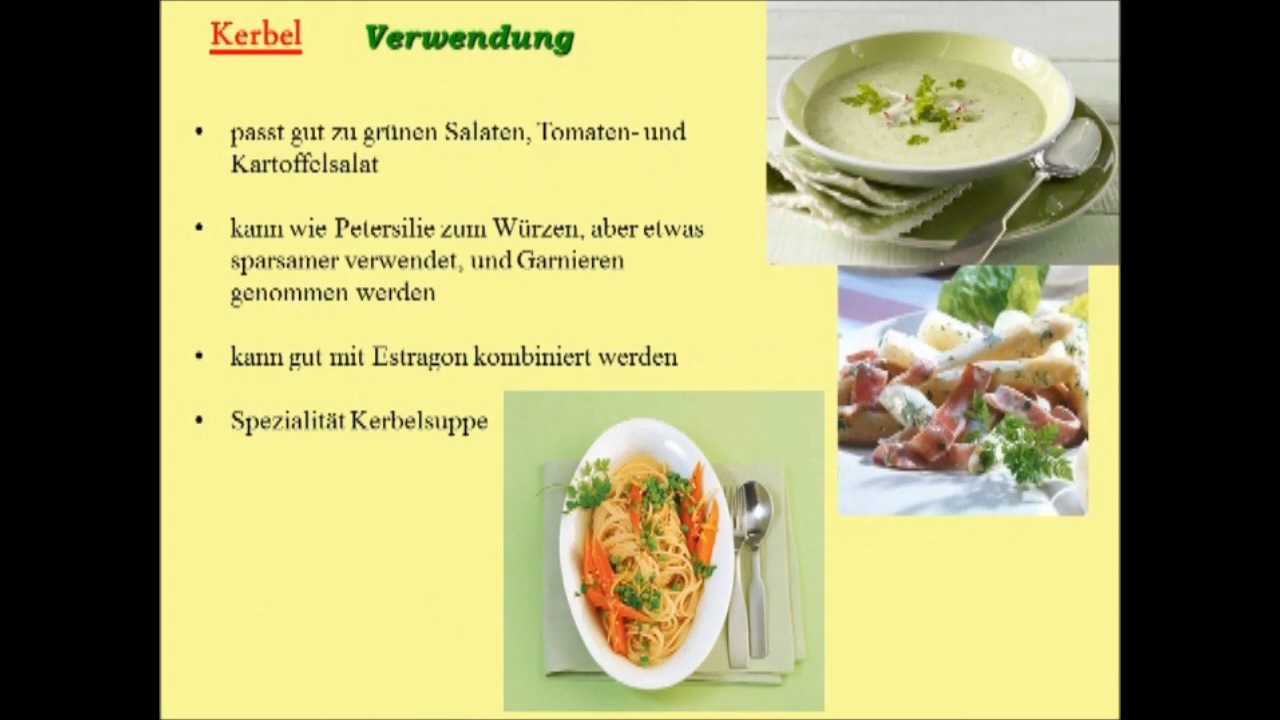 Kerbel Verwendung
• passt gut zu grünen Salaten, Tomaten- und
Kartoffelsalat
• kann wie Petersilie zum Würzen, aber etwas
sparsamer verwendet, und Garnieren
genommen werden
• kann gut mit Estragon kombiniert werden
• Spezialität Kerbelsuppe